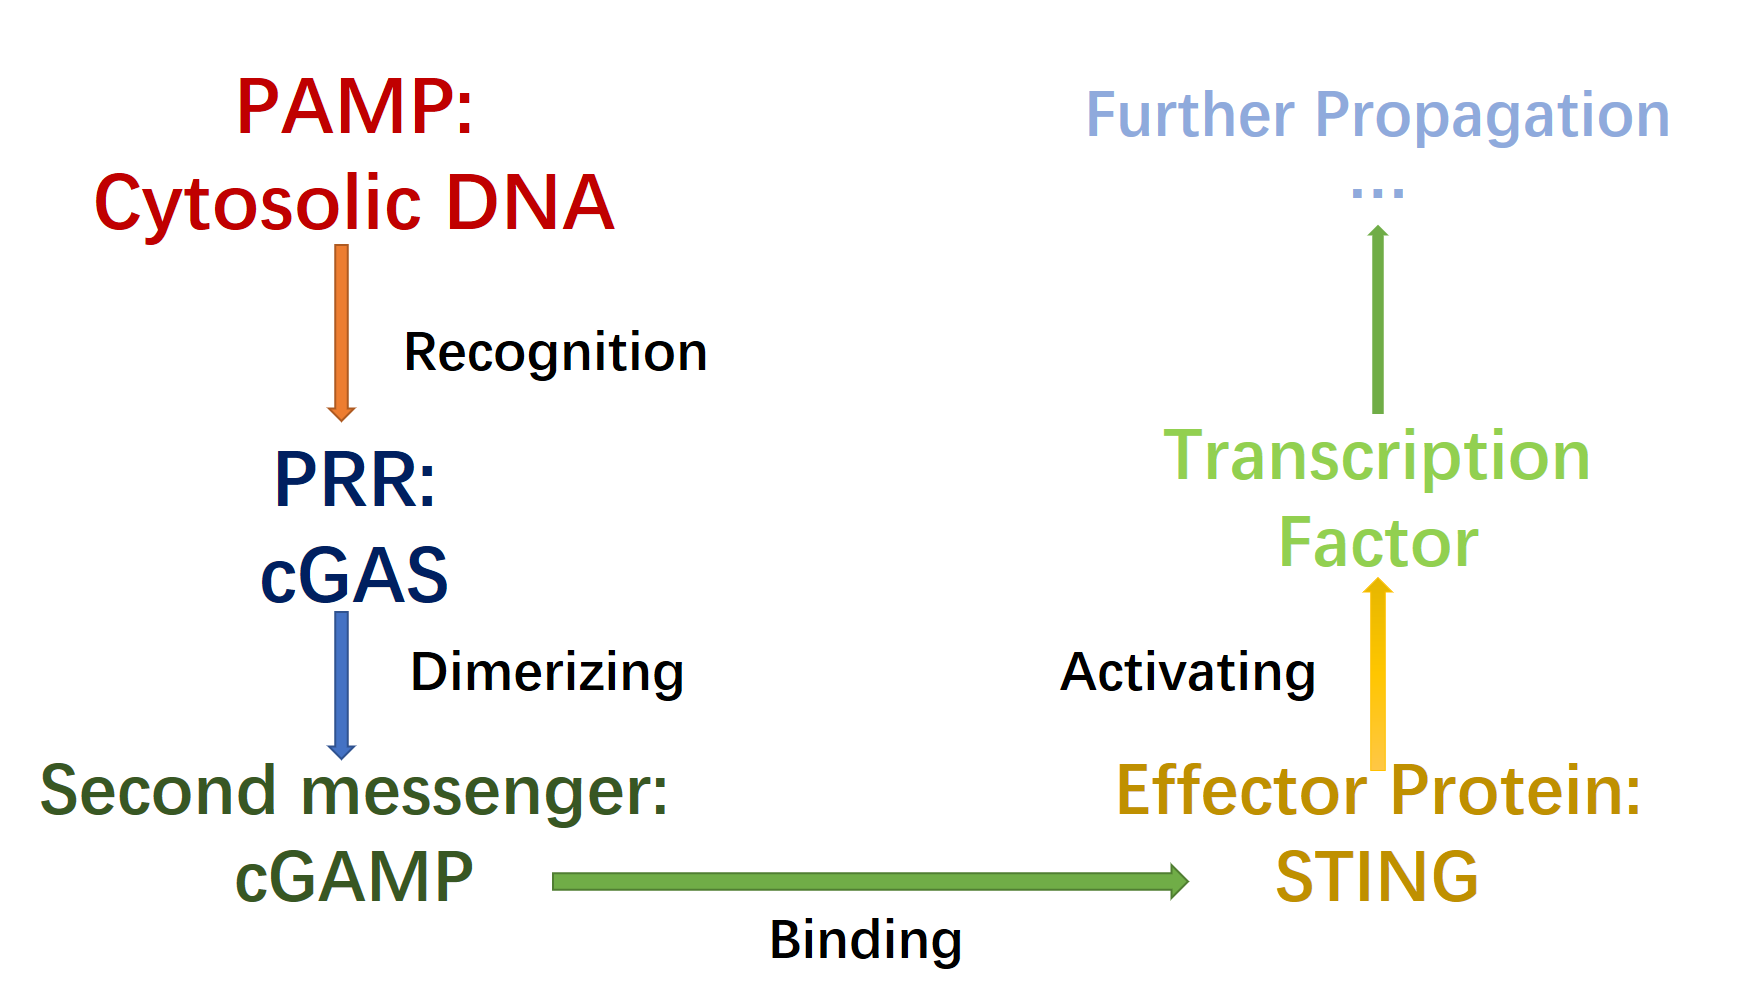 PAMP:
Cytosolic DNA
Recognition
PRR:
cGAS
Dimerizing
Second messenger:
cGAMP
Binding
Effector Protein:
STING
Activating
Transcription
Factor
Further Propagation
...